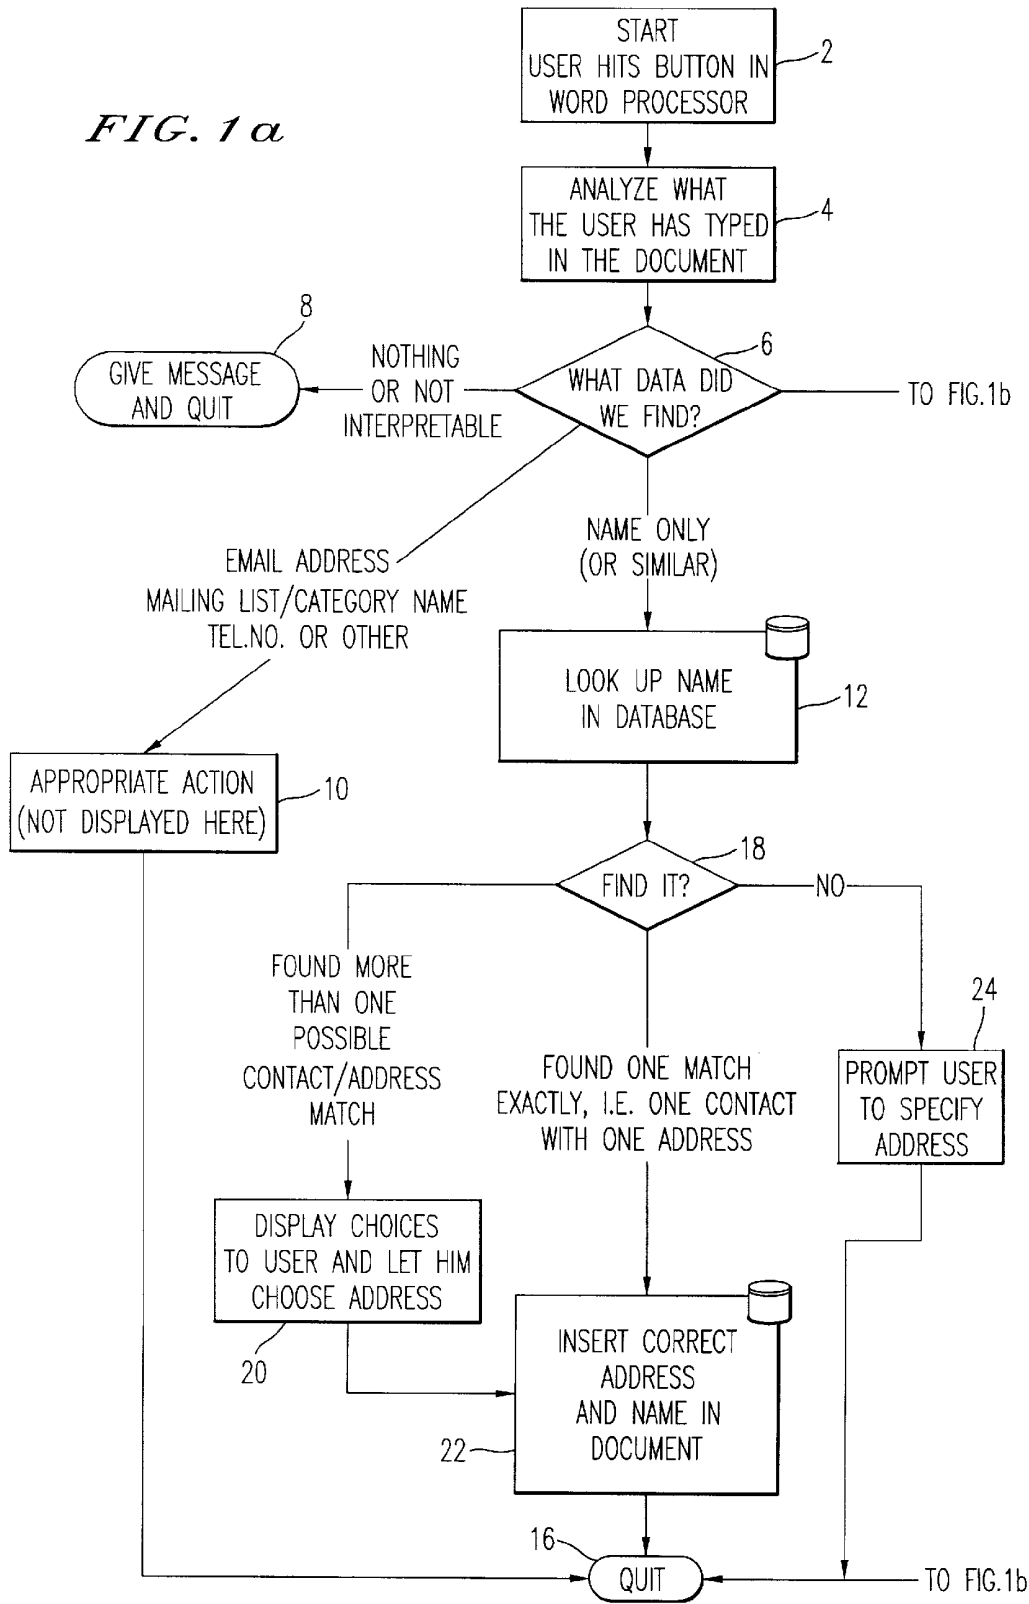 START
USER HITS BUTTON IN
WORD PROCESSOR
2
FIG. 1a
ANALYZE WHAT
THE USER HAS TYPED
IN THE DOCUMENT
4
8
GIVE MESSAGE
AND QUIT
NOTHING
OR NOT
INTERPRETABLE
6
WHAT DATA DID
WE FIND?
TO FIG.1b
NAME ONLY
(OR SIMILAR)
EMAIL ADDRESS
MAILING LIST/CATEGORY NAME
TEL.NO. OR OTHER
LOOK UP NAME
IN DATABASE
12
APPROPRIATE ACTION
(NOT DISPLAYED HERE)
10
18
FIND IT?
NO
FOUND MORE
THAN ONE
POSSIBLE
CONTACT/ADDRESS
MATCH
FOUND ONE MATCH
EXACTLY, I.E. ONE CONTACT
WITH ONE ADDRESS
24
PROMPT USER
TO SPECIFY
ADDRESS
DISPLAY CHOICES
TO USER AND LET HIM
CHOOSE ADDRESS
20
INSERT CORRECT
ADDRESS
AND NAME IN
DOCUMENT
22
16
QUIT
TO FIG.1b